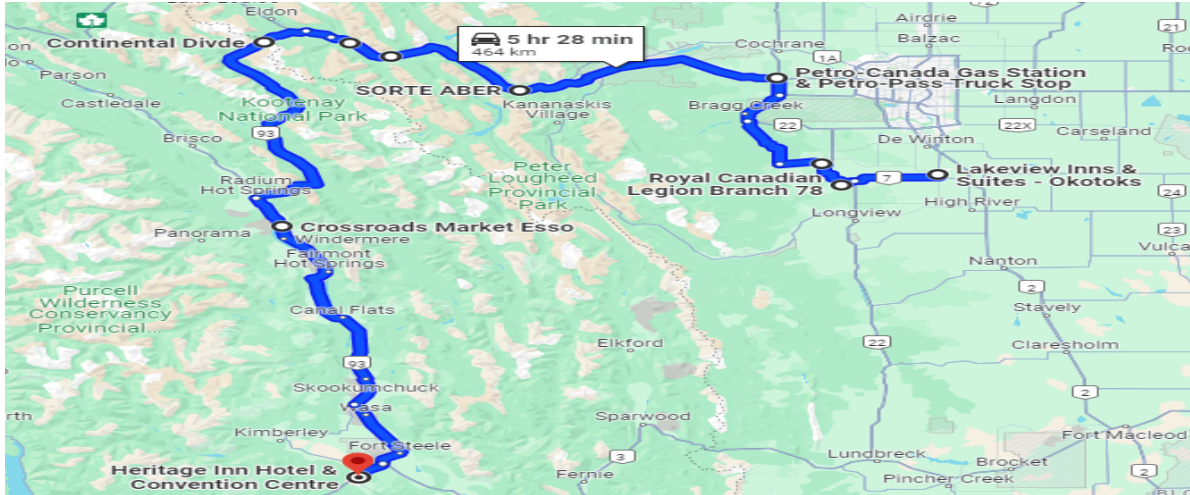 Eldon
Airdrie
21
Continental Divde
5 hr 28 min
464 km
Balzac
Cochrane
1A
Parson
SORTE ABER
Petro-Canada Gas Station
& Petro-Pass Truck Stop
Castledale
Kootenay
National Park
Kananaskis
Village
Bragg Creek
Langdon
22
22X
Carseland
Brisco
93
De Winton
Peter
Lougheed
Provincial
Park
Radium
Hot Springs
Royal Canadian
Legion Branch 78
7
Lakeview Inns &
Suites - Okotoks
24
High River
Longview
Panorama
Crossroads Market Esso
Windermere
23
Fairmont
Hot Springs
Vulca
Nanton
Purcell
Wilderness
Conservancy
Provincial...
2
Canal Flats
Stavely
Elkford
22
Claresholm
93
Skookumchuck
2
Wasa
Sparwood
Kimberley
Fort Steele
Fort Macleod
3
Lundbreck
Brocket
2
Heritage Inn Hotel &
Convention Centre
Fernie
Pincher Creek